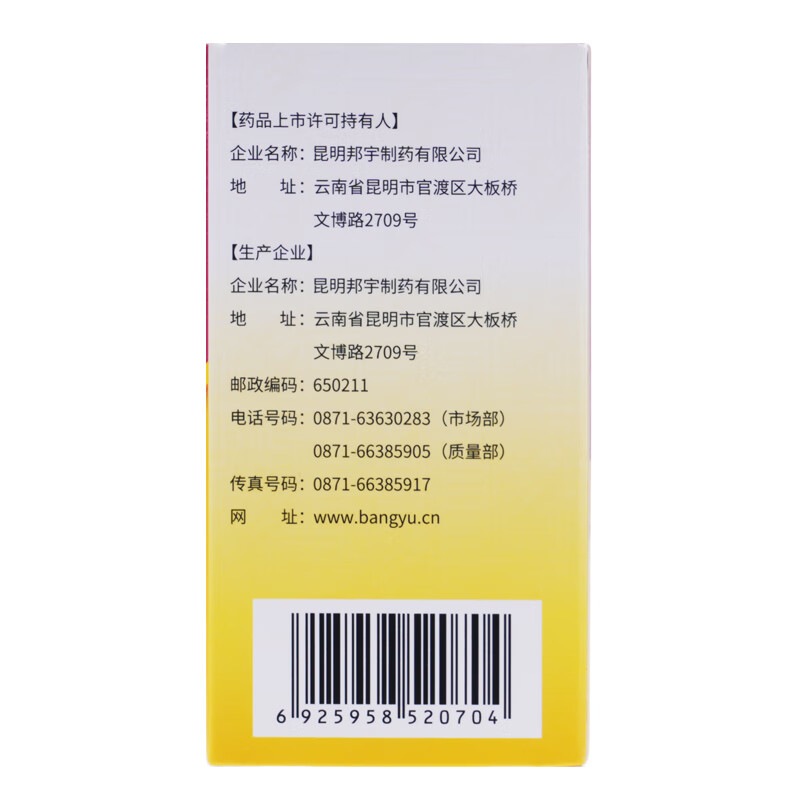 【药品上市许可持有人】
企业名称：昆明邦宇制药有限公司
地　　址：云南省昆明市官渡区大板桥
文博路2709号
【生产企业】
企业名称：昆明邦宇制药有限公司
地　　址：云南省昆明市官渡区大板桥
文博路2709号
邮政编码：650211
电话号码：0871-63630283（市场部）
0871-66385905（质量部）
传真号码：0871-66385917
网　　址：www.bangyu.cn
6 925958 520704